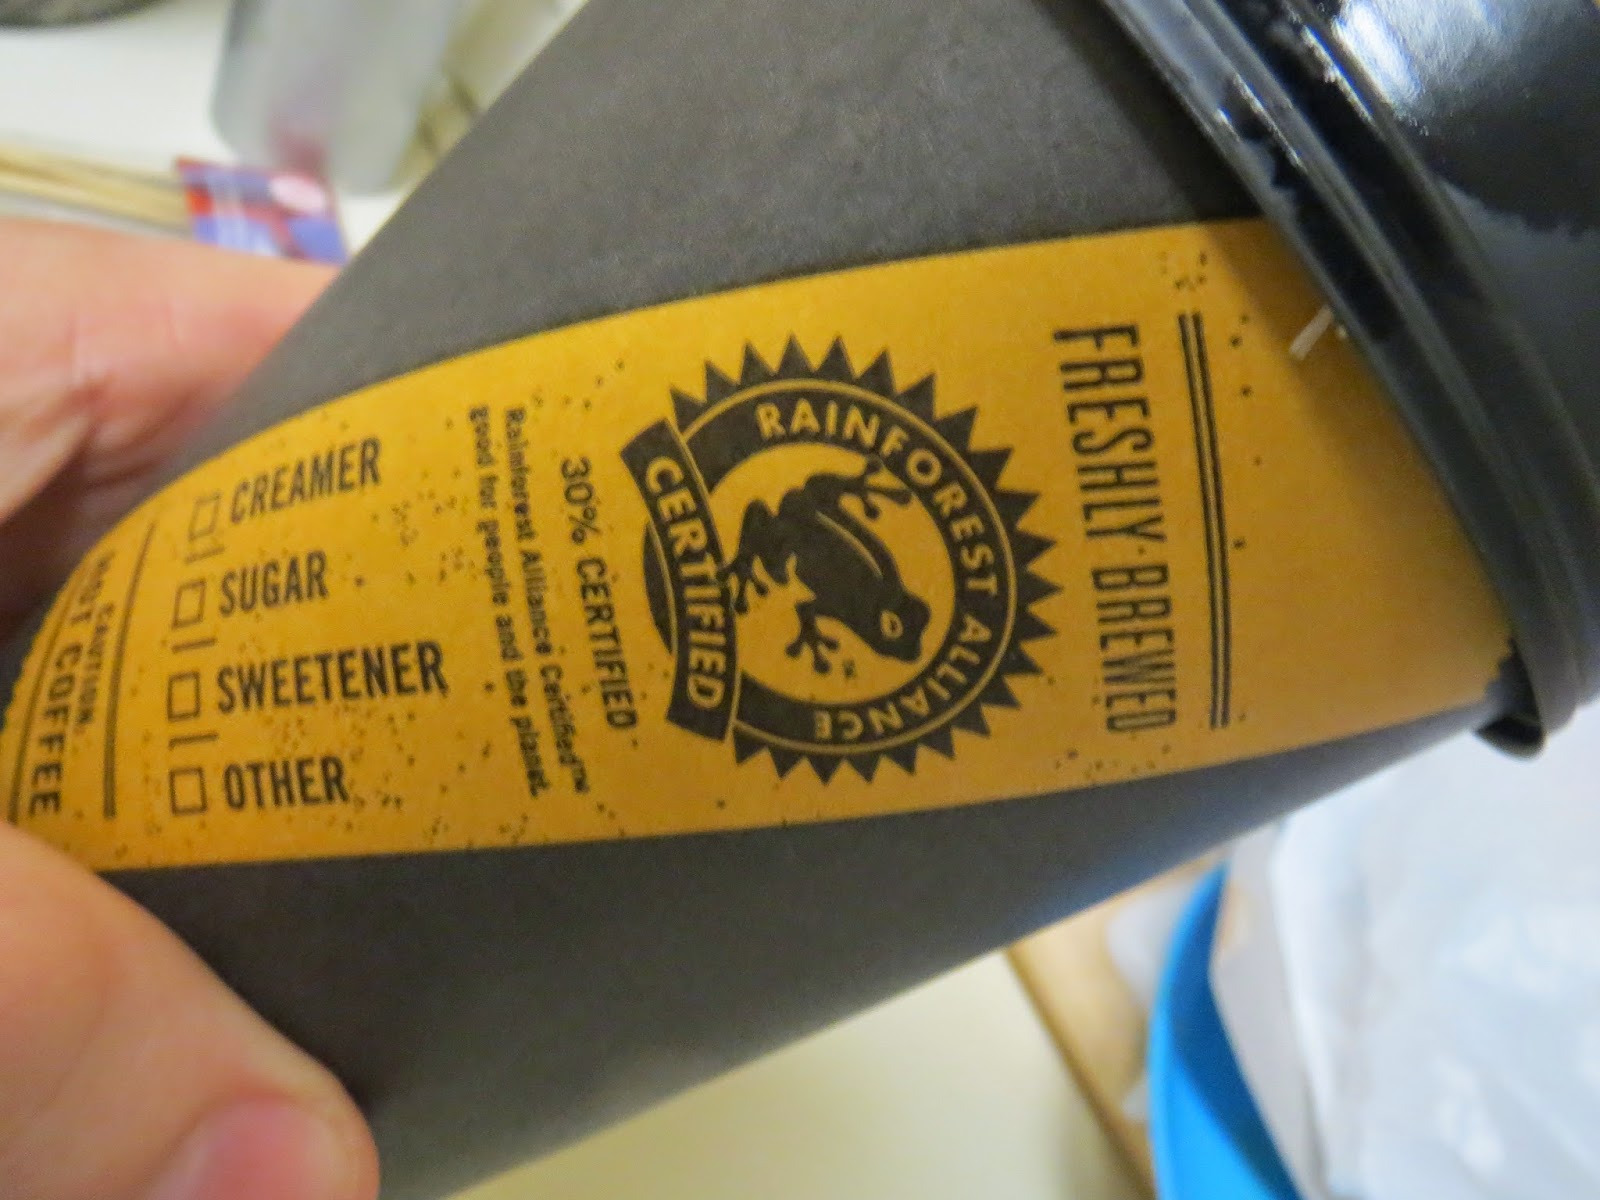 FRESHLY BREWED
RAINFOREST ALLIANCE
CERTIFIED
30% CERTIFIED
Rainforest Alliance Certified™
good for people and the planet.
CREAMER
SUGAR
SWEETENER
OTHER
CAUTION
HOT COFFEE